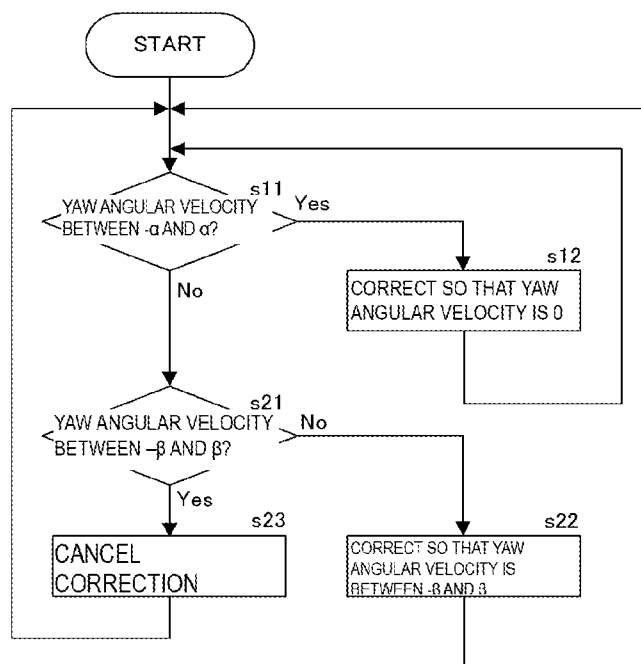 START
s11
YAW ANGULAR VELOCITY
BETWEEN -α AND α?
Yes
No
s12
CORRECT SO THAT YAW
ANGULAR VELOCITY IS 0
s21
YAW ANGULAR VELOCITY
BETWEEN –β AND β?
No
Yes
s23
CANCEL
CORRECTION
s22
CORRECT SO THAT YAW
ANGULAR VELOCITY IS
BETWEEN -β AND β